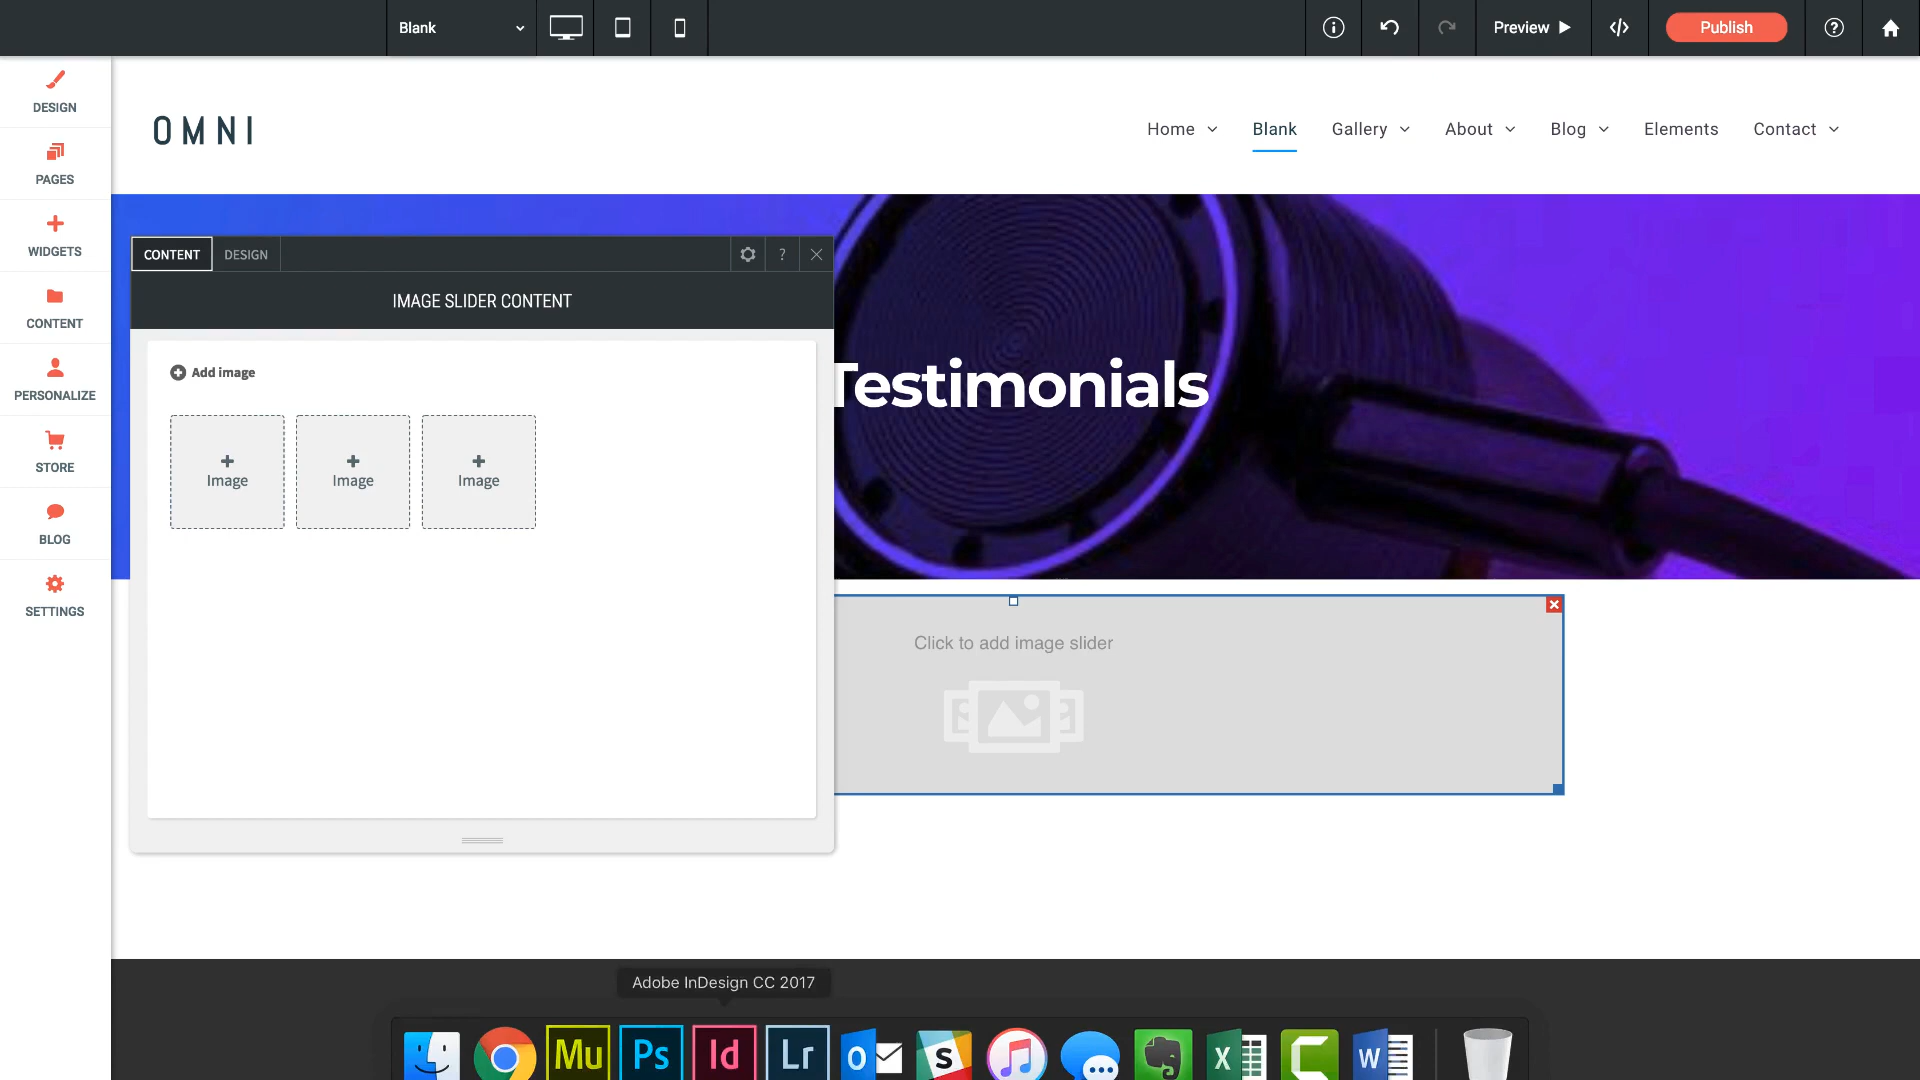 Blank
Preview
Publish
DESIGN
PAGES
WIDGETS
CONTENT
PERSONALIZE
STORE
BLOG
SETTINGS
OMNI
Home
Blank
Gallery
About
Blog
Elements
Contact
CONTENT
DESIGN
?
IMAGE SLIDER CONTENT
Add image
Image
Image
Image
Testimonials
Click to add image slider
Adobe InDesign CC 2017
Mu
Ps
Id
Lr
O
S
X
C
W